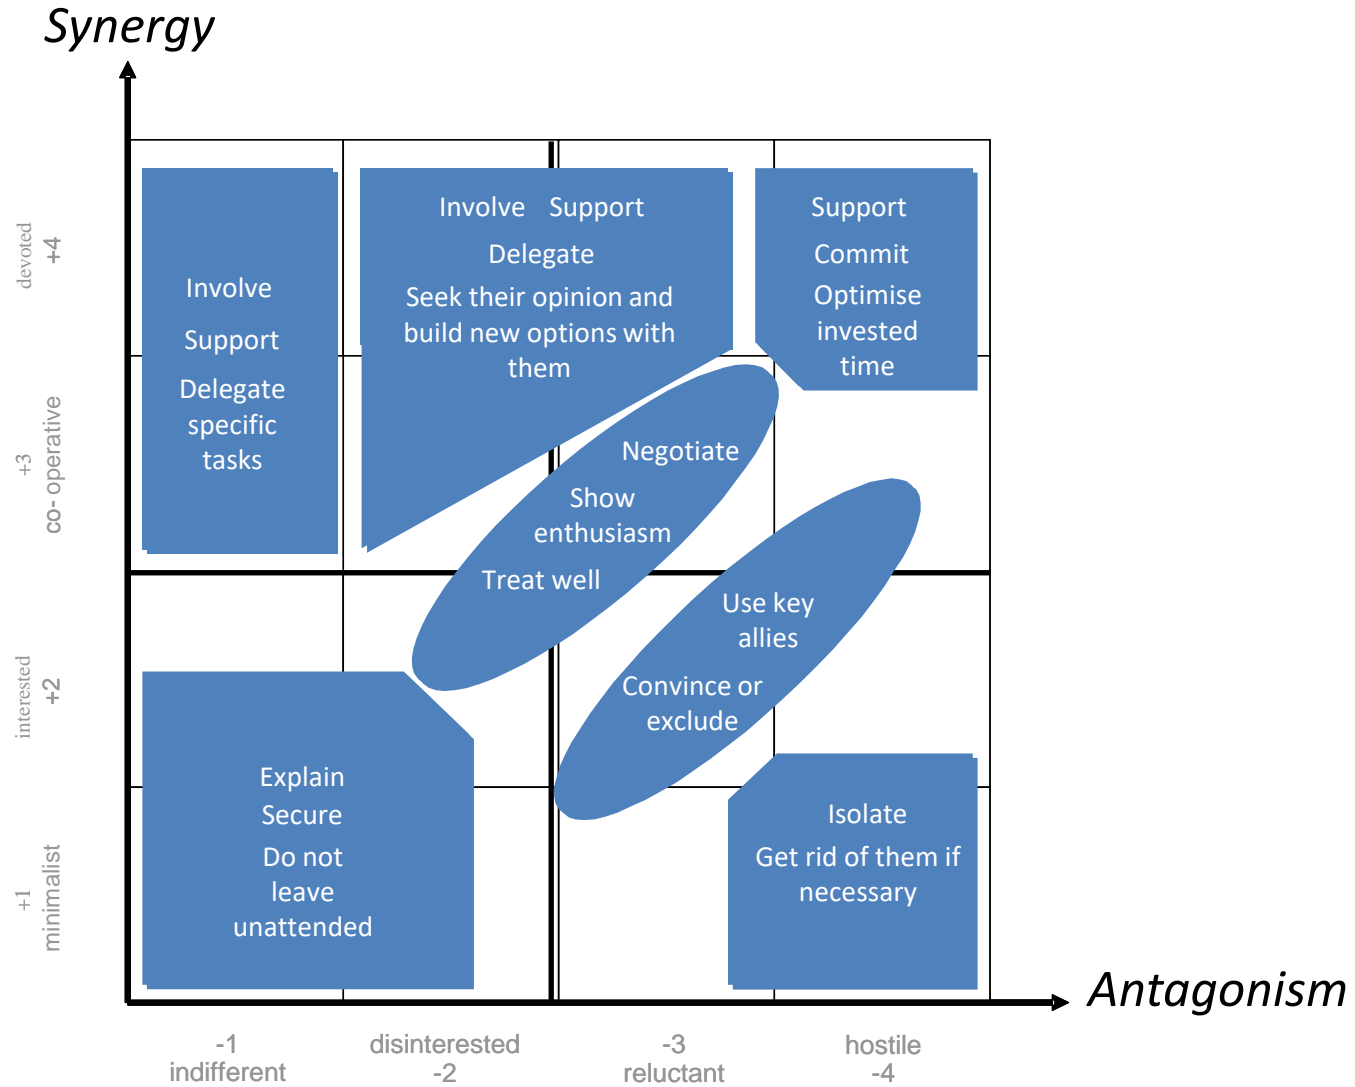 Synergy
devoted
+4
+3
co- operative
interested
+2
+1
minimalist
Involve
Support
Delegate
specific
tasks
Involve Support
Delegate
Seek their opinion and
build new options with
them
Support
Commit
Optimise
invested
time
Negotiate
Show
enthusiasm
Treat well
Use key
allies
Convince or
exclude
Explain
Secure
Do not
leave
unattended
Isolate
Get rid of them if
necessary
Antagonism
-1
indifferent
disinterested
-2
-3
reluctant
hostile
-4